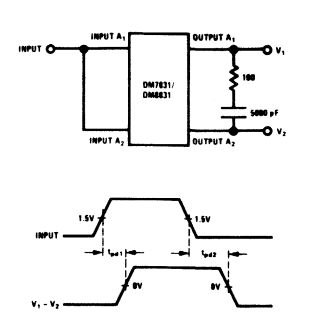 INPUT A1
OUTPUT A1
INPUT
V1
DM7831/
DM8831
100
5000 pF
V2
INPUT A2
OUTPUT A2
1.5V
1.5V
INPUT
tpd1
tpd2
V1 - V2
0V
0V